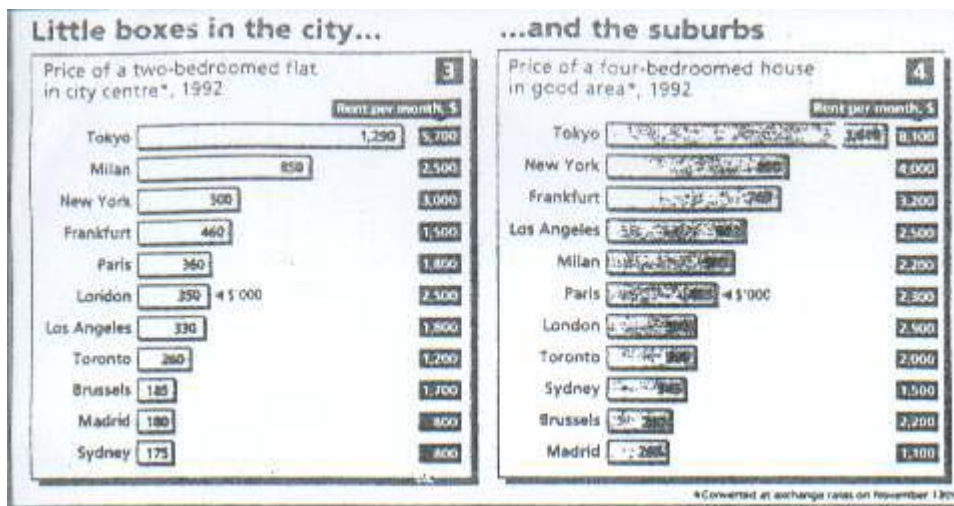 Little boxes in the city...
Price of a two-bedroomed flat
in city centre*, 1992
3
Rent per month, $
Tokyo 1,290 5,700
Milan 850 2,500
New York 500 3,000
Frankfurt 460 1,500
Paris 360
London 350 $'000 2,500
Los Angeles 330 1,800
Toronto 260 1,200
Brussels 185 1,700
Madrid 180 800
Sydney 175 800
...and the suburbs
Price of a four-bedroomed house
in good area*, 1992
4
Rent per month, $
Tokyo 8,100
New York 4,000
Frankfurt 3,200
Los Angeles 2,500
Milan 2,200
Paris $'000 2,300
London 2,900
Toronto 2,000
Sydney 1,500
Brussels 2,200
Madrid 1,100
*Converted at exchange rates on November